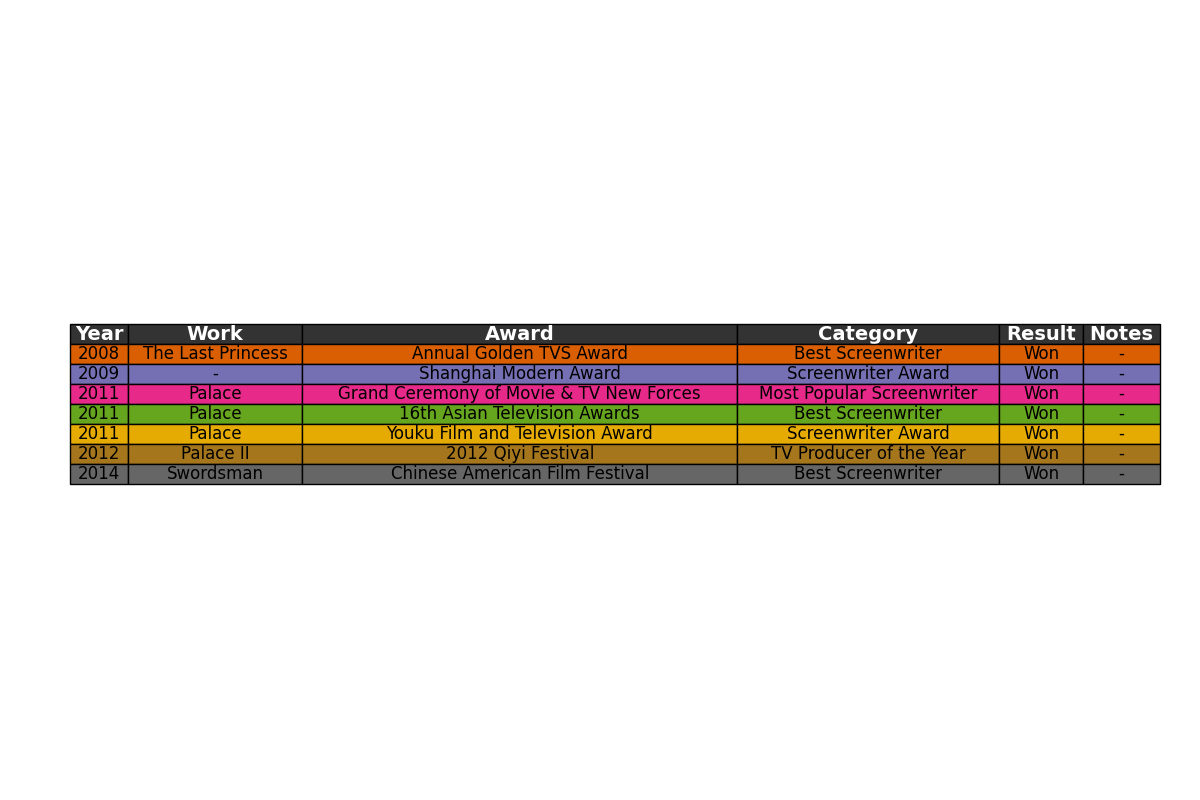 Year Work Award Category Result Notes
2008 The Last Princess Annual Golden TVS Award Best Screenwriter Won -
2009 - Shanghai Modern Award Screenwriter Award Won -
2011 Palace Grand Ceremony of Movie & TV New Forces Most Popular Screenwriter Won -
2011 Palace 16th Asian Television Awards Best Screenwriter Won -
2011 Palace Youku Film and Television Award Screenwriter Award Won -
2012 Palace II 2012 Qiyi Festival TV Producer of the Year Won -
2014 Swordsman Chinese American Film Festival Best Screenwriter Won -